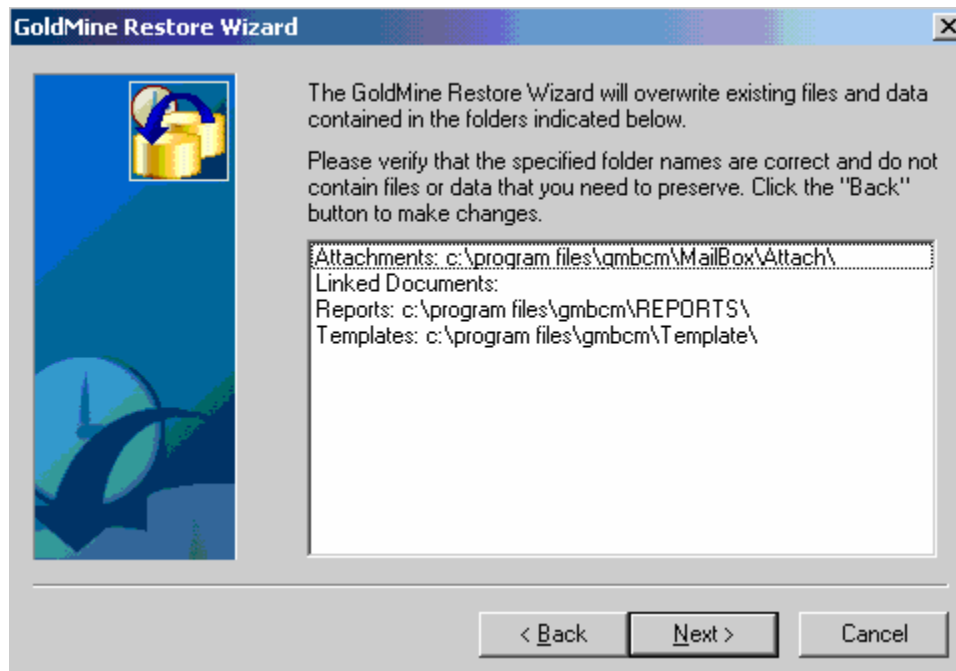 GoldMine Restore Wizard
The GoldMine Restore Wizard will overwrite existing files and data
contained in the folders indicated below.
Please verify that the specified folder names are correct and do not
contain files or data that you need to preserve. Click the "Back"
button to make changes.
Attachments: c:\program files\gmbcm\MailBox\Attach\
Linked Documents:
Reports: c:\program files\gmbcm\REPORTS\
Templates: c:\program files\gmbcm\Template\
< Back
Next >
Cancel